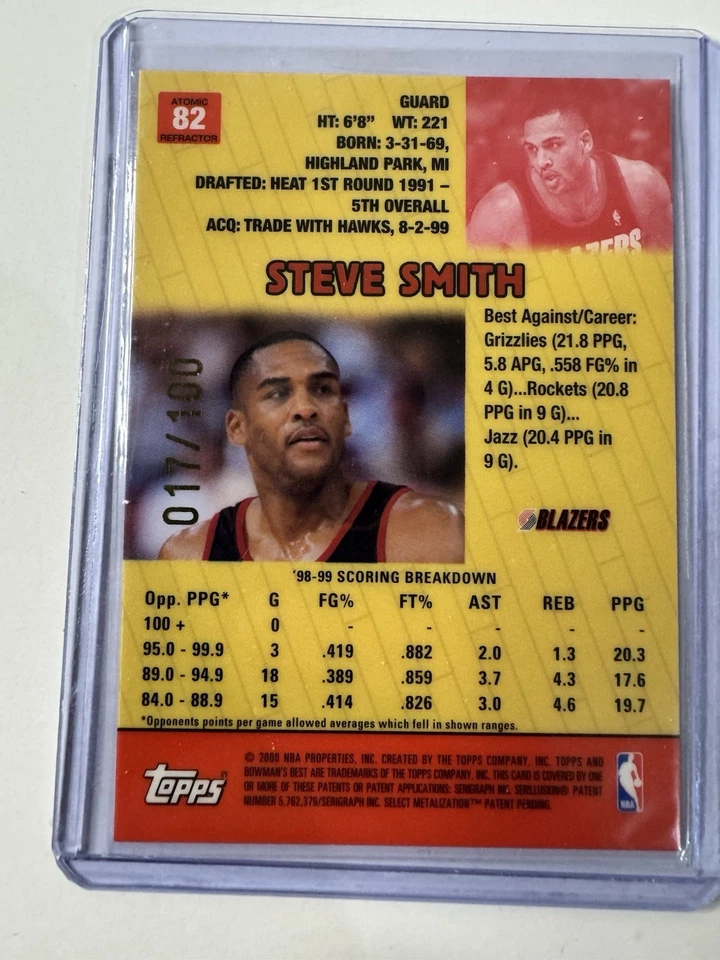 ATOMIC
82
REFRACTOR
GUARD
HT: 6'8" WT: 221
BORN: 3-31-69,
HIGHLAND PARK, MI
DRAFTED: HEAT 1ST ROUND 1991 –
5TH OVERALL
ACQ: TRADE WITH HAWKS, 8-2-99
BLAZERS
STEVE SMITH
017/100
Best Against/Career:
Grizzlies (21.8 PPG,
5.8 APG, .558 FG% in
4 G)...Rockets (20.8
PPG in 9 G)...
Jazz (20.4 PPG in
9 G).
BLAZERS
'98-99 SCORING BREAKDOWN
Opp. PPG* G FG% FT% AST REB PPG
100 + 0 - - - - -
95.0 - 99.9 3 .419 .882 2.0 1.3 20.3
89.0 - 94.9 18 .389 .859 3.7 4.3 17.6
84.0 - 88.9 15 .414 .826 3.0 4.6 19.7
*Opponents points per game allowed averages which fell in shown ranges.
TOPPS
© 2000 NBA PROPERTIES, INC. CREATED BY THE TOPPS COMPANY, INC. TOPPS AND
BOWMAN'S BEST ARE TRADEMARKS OF THE TOPPS COMPANY, INC. THIS CARD IS COVERED BY ONE
OR MORE OF THESE PATENTS OR PATENT APPLICATIONS: SERIGRAPH INC. SERILLUSION® PATENT
NUMBER 5,762,379/SERIGRAPH INC. SELECT METALIZATION™ PATENT PENDING.
NBA